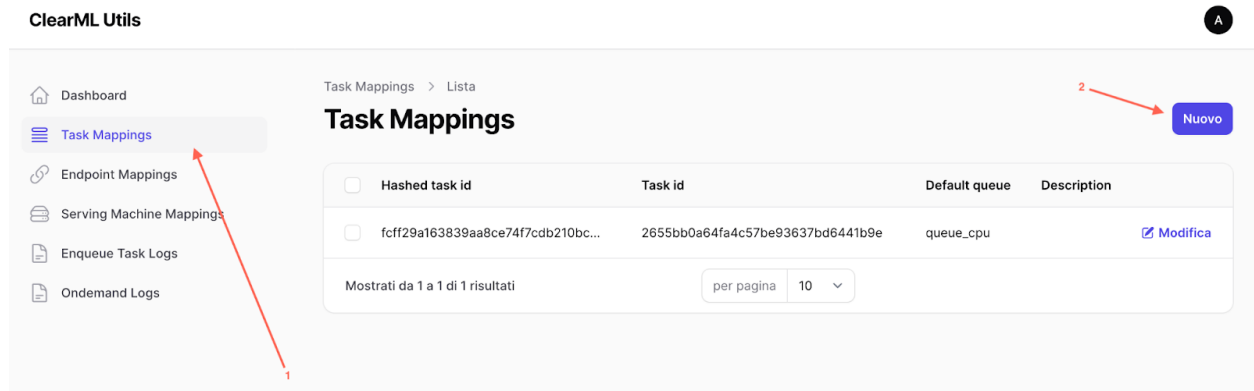 ClearML Utils
A
Dashboard
Task Mappings
Endpoint Mappings
Serving Machine Mappings
Enqueue Task Logs
Ondemand Logs
1
Task Mappings > Lista
Task Mappings
2
Nuovo
Hashed task id Task id Default queue Description
fcff29a163839aa8ce74f7cdb210bc... 2655bb0a64fa4c57be93637bd6441b9e queue_cpu Modifica
Mostrati da 1 a 1 di 1 risultati per pagina 10